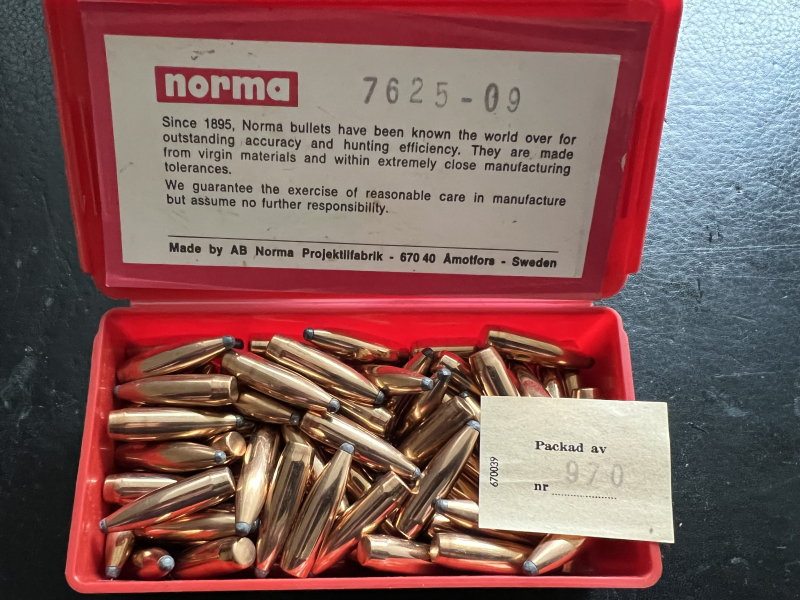 norma 7625-09
Since 1895, Norma bullets have been known the world over for
outstanding accuracy and hunting efficiency. They are made
from virgin materials and within extremely close manufacturing
tolerances.
We guarantee the exercise of reasonable care in manufacture
but assume no further responsibility.
Made by AB Norma Projektilfabrik - 670 40 Åmotfors - Sweden
Packad av
nr 970
670039